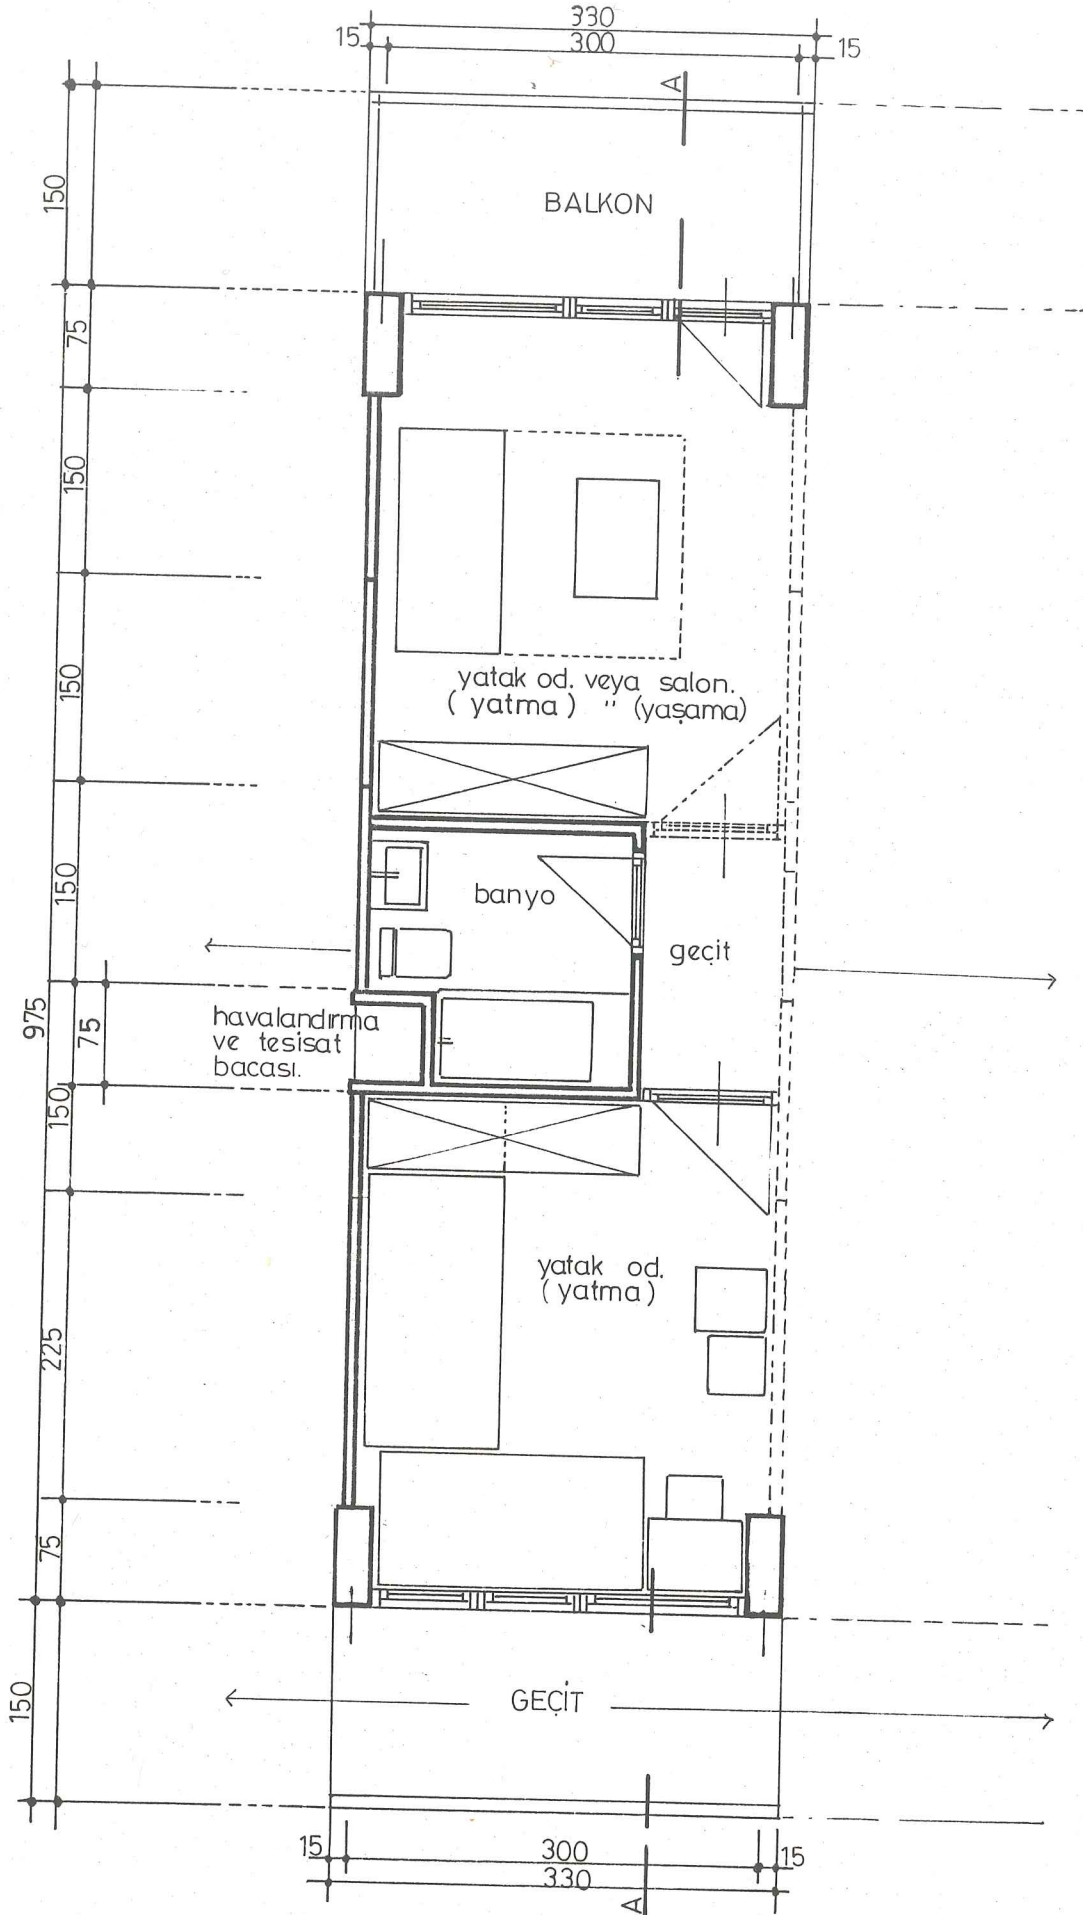 330
15 300 15
A
150
BALKON
75
150
yatak od. veya salon.
( yatma ) " (yaşama)
150
150
banyo
geçit
975
75
havalandırma
ve tesisat
bacası.
150
yatak od.
( yatma )
225
75
150
GEÇİT
15 300 15
330
A